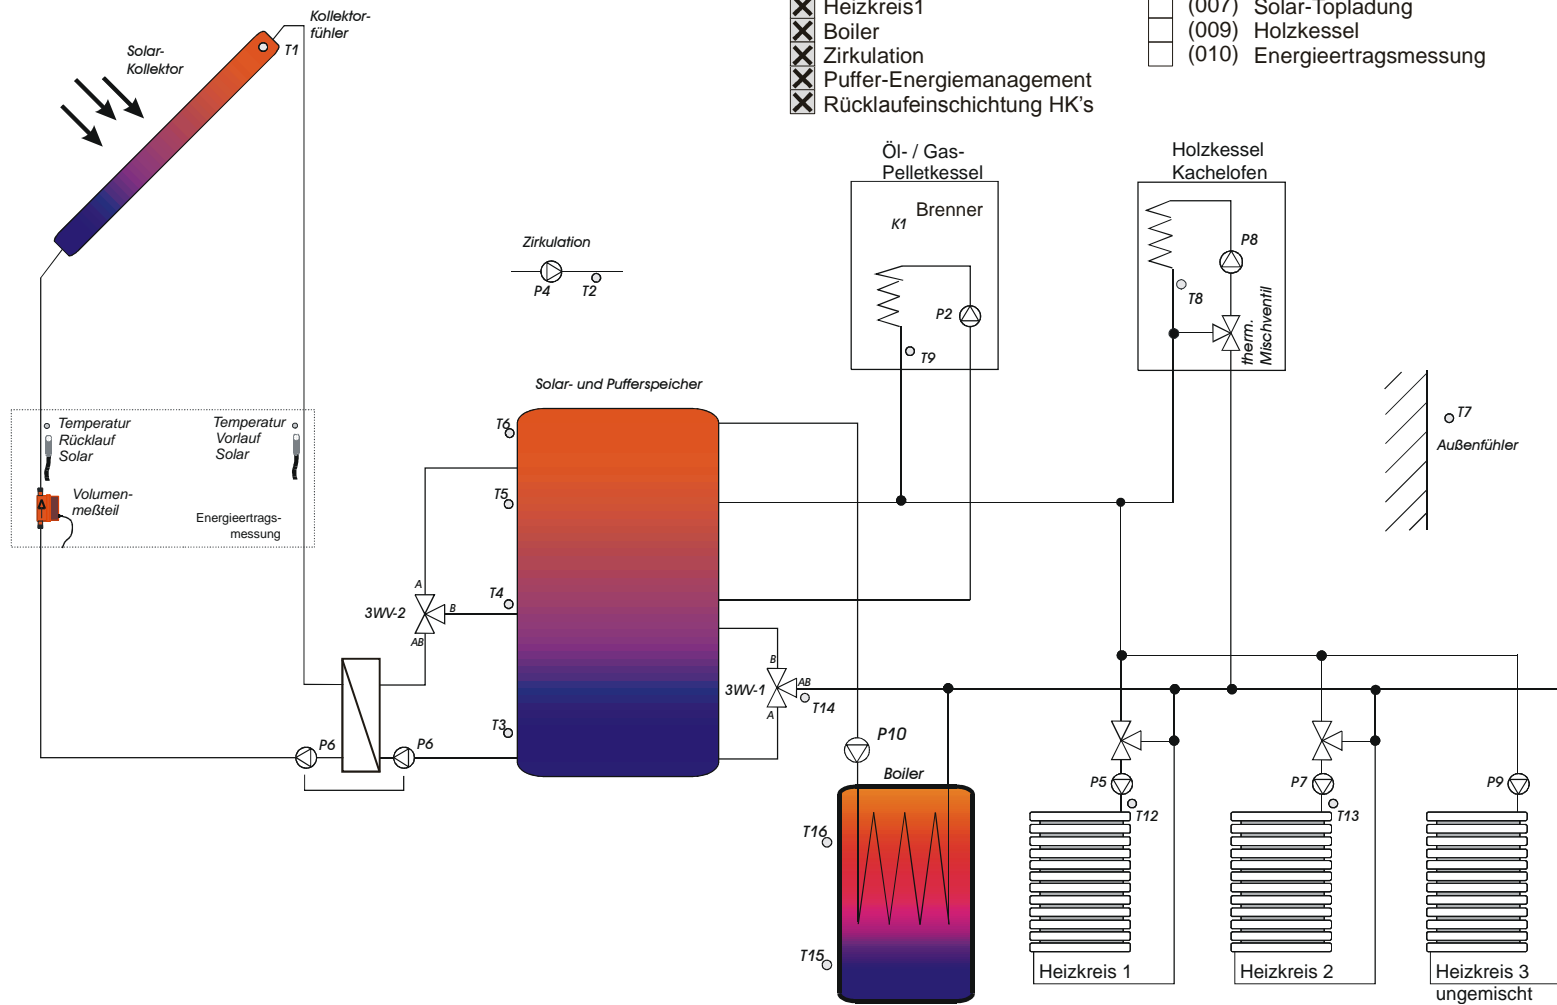 Heizkreis1
Boiler
Zirkulation
Puffer-Energiemanagement
Rücklaufeinschichtung HK's
(007) Solar-Topladung
(009) Holzkessel
(010) Energieertragsmessung
Kollektor-
fühler
T1
Solar-
Kollektor
Öl- / Gas-
Pelletkessel
K1
Brenner
P2
T9
Holzkessel
Kachelofen
P8
T8
therm.
Mischventil
Zirkulation
P4
T2
Solar- und Pufferspeicher
T6
T5
T4
T3
T7
Außenfühler
Temperatur
Rücklauf
Solar
Temperatur
Vorlauf
Solar
Volumen-
meßteil
Energieertrags-
messung
A
3WV-2
B
AB
P6
P6
B
3WV-1
AB
A
T14
P10
Boiler
T16
T15
P5
T12
P7
T13
P9
Heizkreis 1
Heizkreis 2
Heizkreis 3
ungemischt